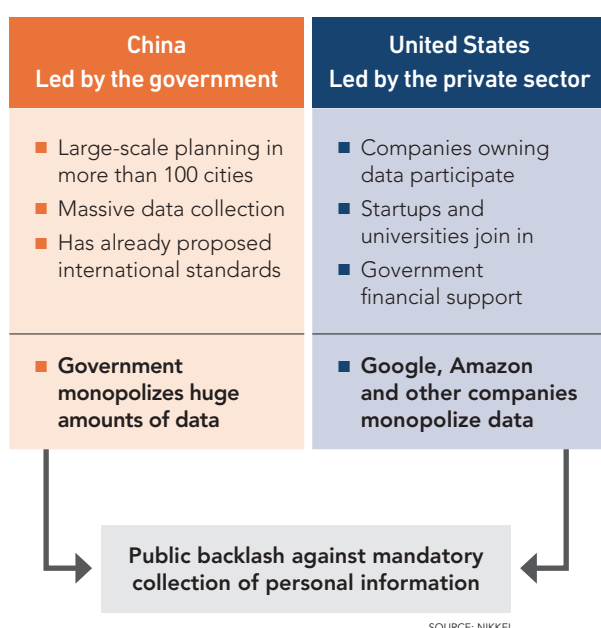 China
Led by the government
Large-scale planning in
more than 100 cities
Massive data collection
Has already proposed
international standards
Government
monopolizes huge
amounts of data
United States
Led by the private sector
Companies owning
data participate
Startups and
universities join in
Government
financial support
Google, Amazon
and other companies
monopolize data
Public backlash against mandatory
collection of personal information
SOURCE: NIKKEI